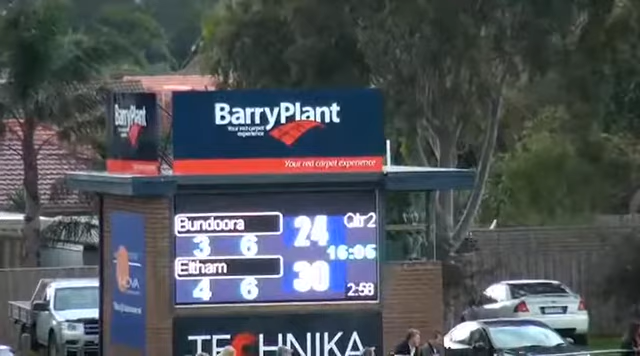 BarryPlant
BarryPlant
Your red carpet
experience
Your red carpet experience
Bundoora 24 Qtr2
3 6 16:05
Eltham 30
4 6 2:58
TECHNIKA